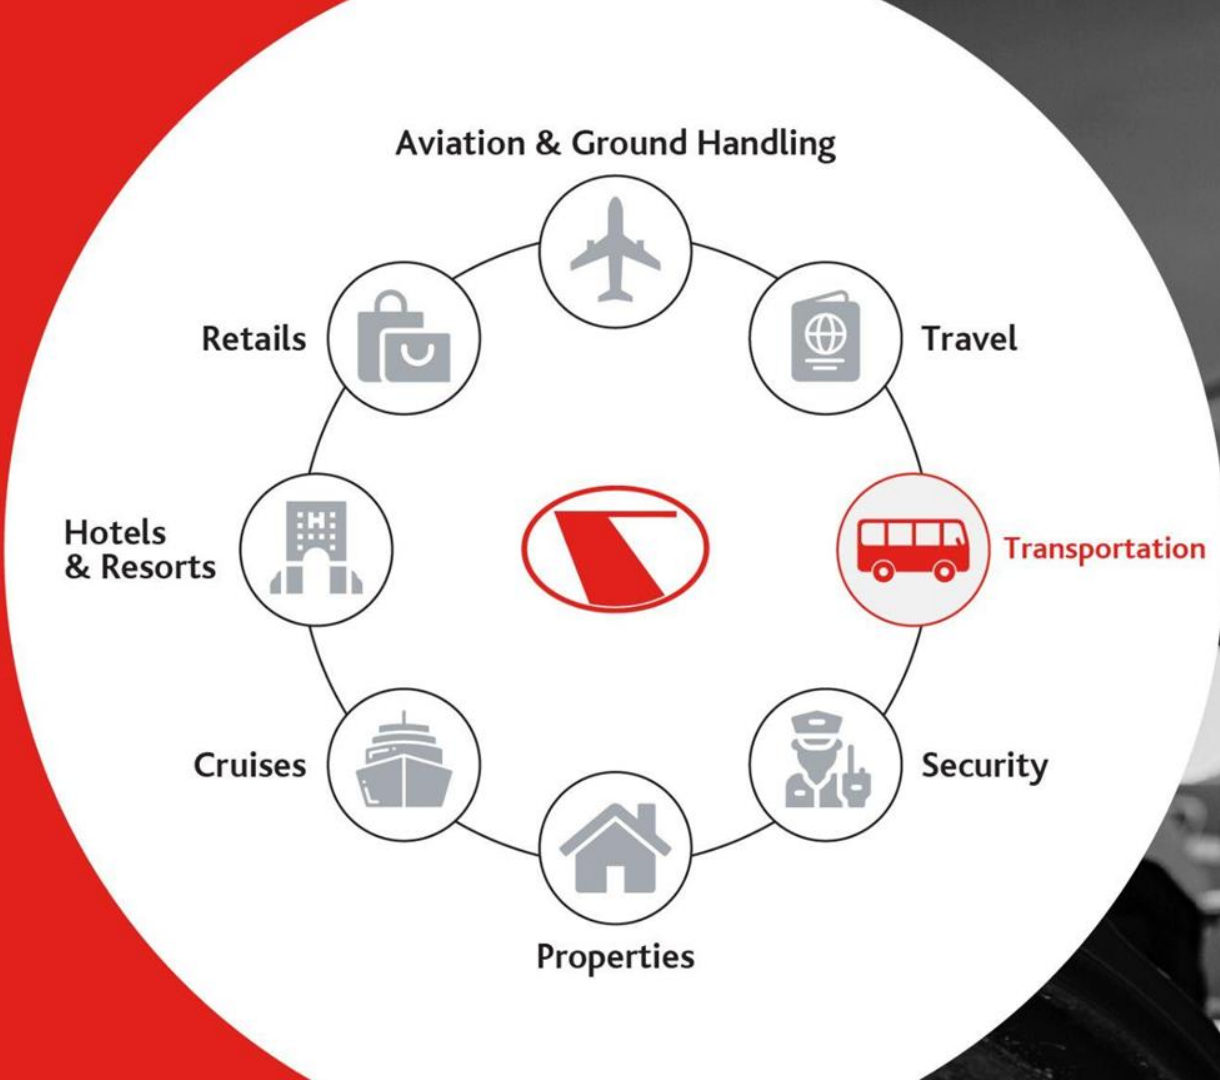 Aviation & Ground Handling
Retails
Travel
Hotels
& Resorts
Transportation
Cruises
Security
Properties